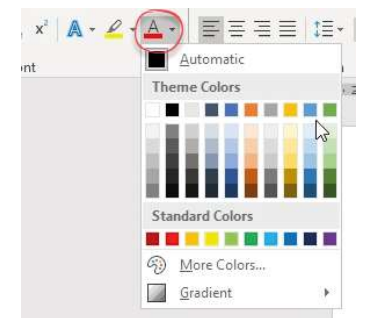 x² A A
ont
Automatic
Theme Colors
Standard Colors
More Colors...
Gradient